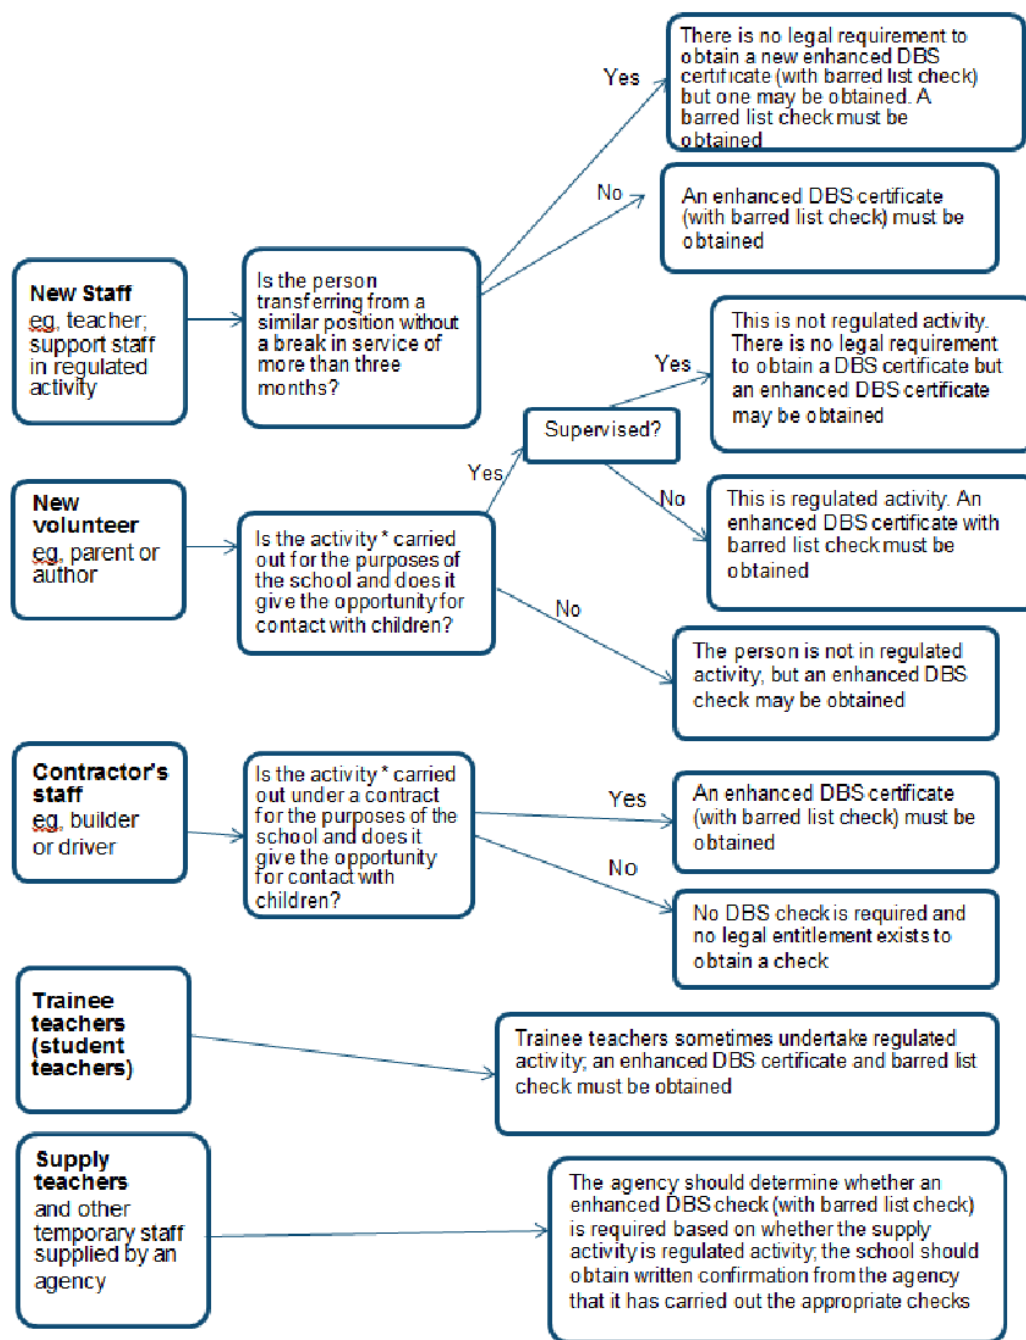 There is no legal requirement to
obtain a new enhanced DBS
certificate (with barred list check)
but one may be obtained. A
barred list check must be
obtained
Yes
No
An enhanced DBS certificate
(with barred list check) must be
obtained
New Staff
eg, teacher;
support staff
in regulated
activity
Is the person
transferring from a
similar position without
a break in service of
more than three
months?
This is not regulated activity.
There is no legal requirement
to obtain a DBS certificate but
an enhanced DBS certificate
may be obtained
Yes
Supervised?
Yes
No
This is regulated activity. An
enhanced DBS certificate with
barred list check must be
obtained
New
volunteer
eg, parent or
author
Is the activity * carried
out for the purposes of
the school and does it
give the opportunity for
contact with children?
No
The person is not in regulated
activity, but an enhanced DBS
check may be obtained
Contractor's
staff
eg, builder
or driver
Is the activity * carried
out under a contract
for the purposes of the
school and does it
give the opportunity
for contact with
children?
Yes
An enhanced DBS certificate
(with barred list check) must be
obtained
No
No DBS check is required and
no legal entitlement exists to
obtain a check
Trainee
teachers
(student
teachers)
Trainee teachers sometimes undertake regulated
activity; an enhanced DBS certificate and barred list
check must be obtained
Supply
teachers
and other
temporary staff
supplied by an
agency
The agency should determine whether an
enhanced DBS check (with barred list check)
is required based on whether the supply
activity is regulated activity; the school should
obtain written confirmation from the agency
that it has carried out the appropriate checks